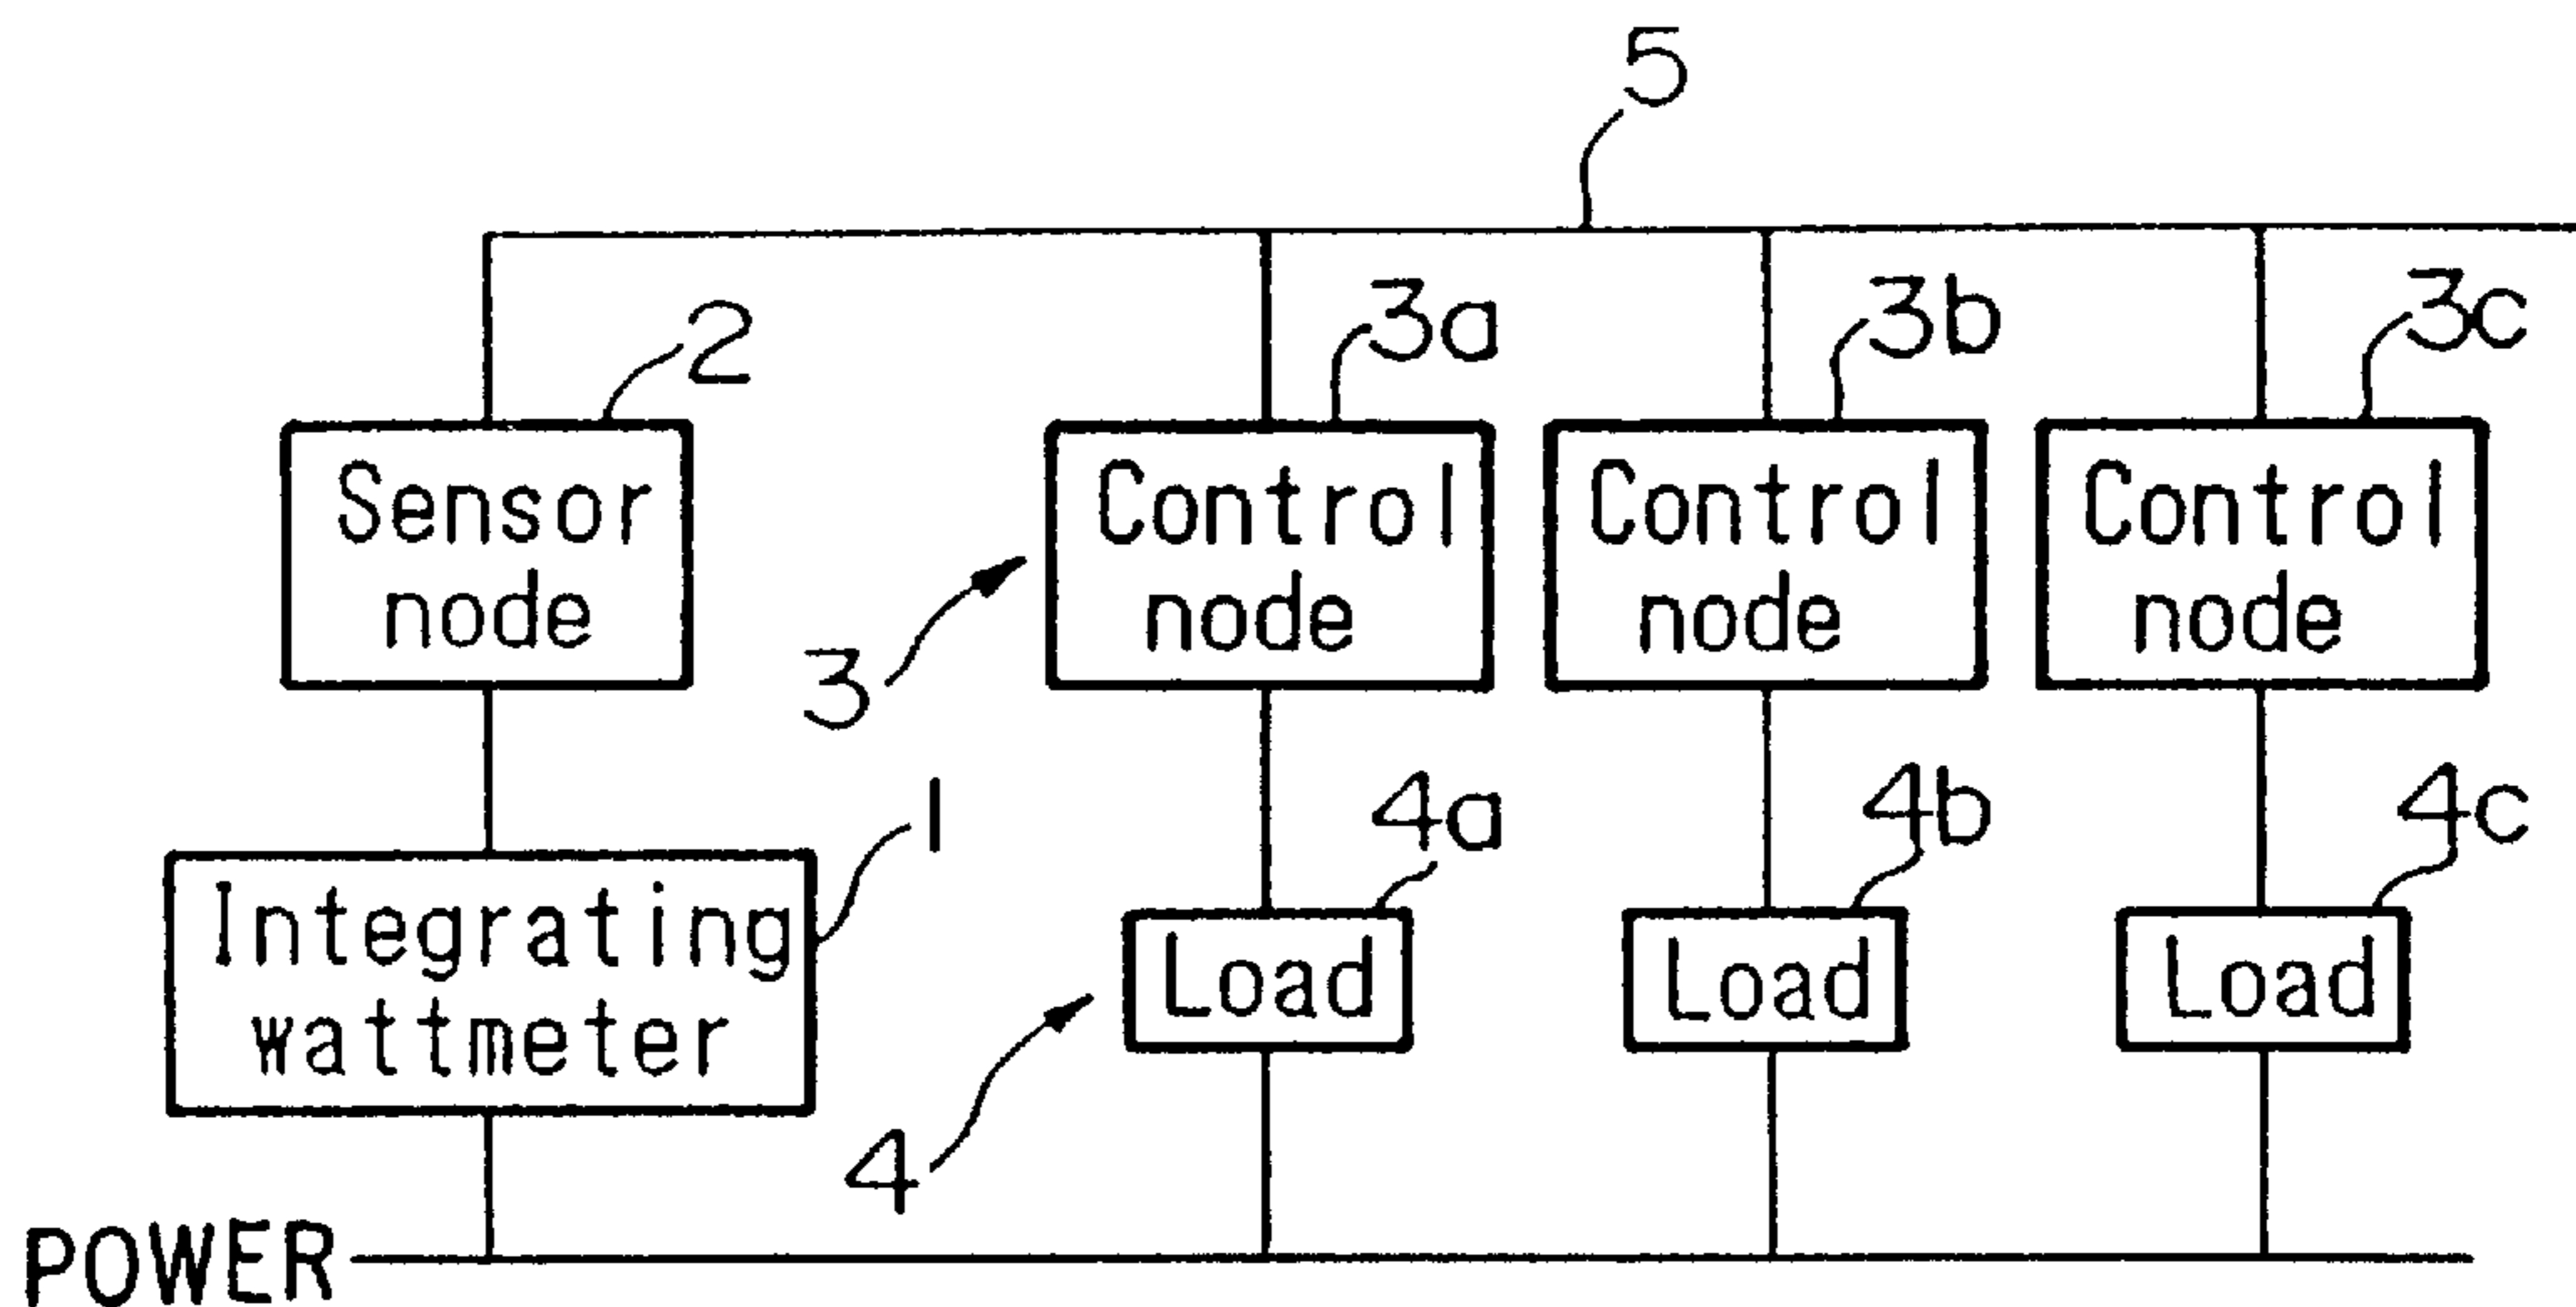 5
2
3a
3b
3c
Sensor
node
Control
node
Control
node
Control
node
3
1
4a
4b
4c
Integrating
wattmeter
Load
Load
Load
4
POWER